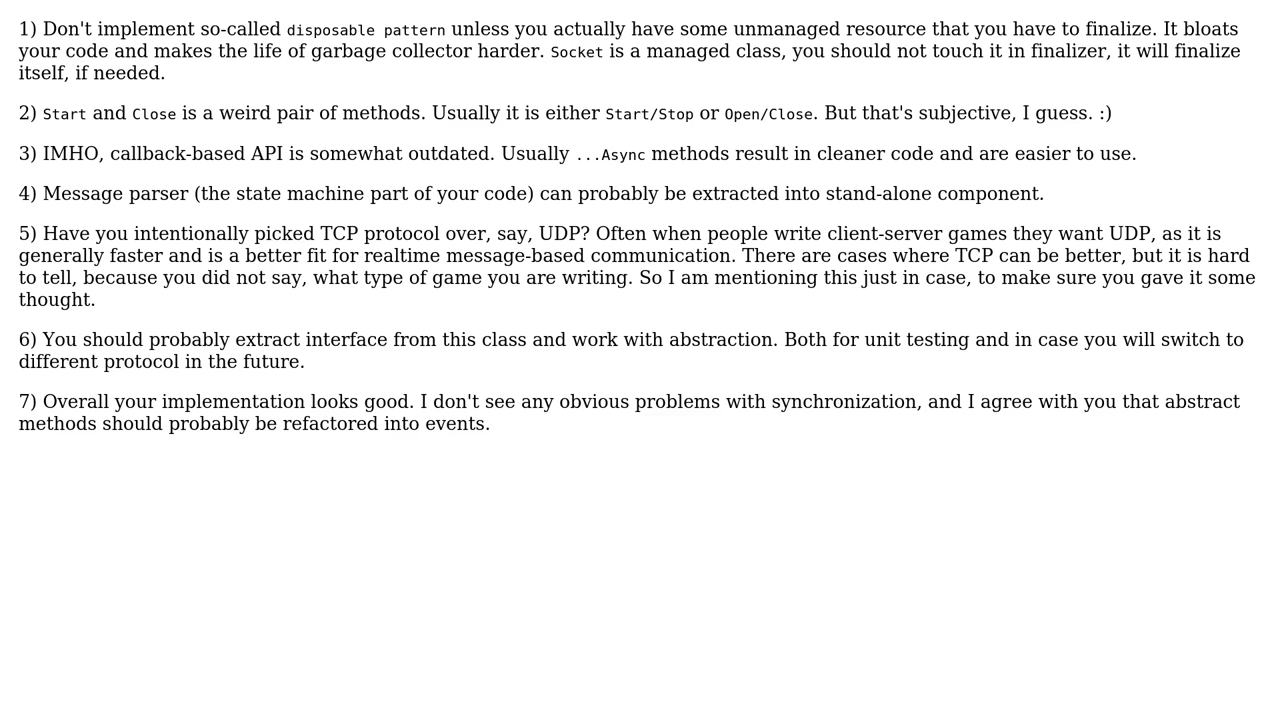 1) Don't implement so-called disposable pattern unless you actually have some unmanaged resource that you have to finalize. It bloats
your code and makes the life of garbage collector harder. Socket is a managed class, you should not touch it in finalizer, it will finalize
itself, if needed.
2) Start and Close is a weird pair of methods. Usually it is either Start/Stop or Open/Close. But that's subjective, I guess. :)
3) IMHO, callback-based API is somewhat outdated. Usually ...Async methods result in cleaner code and are easier to use.
4) Message parser (the state machine part of your code) can probably be extracted into stand-alone component.
5) Have you intentionally picked TCP protocol over, say, UDP? Often when people write client-server games they want UDP, as it is
generally faster and is a better fit for realtime message-based communication. There are cases where TCP can be better, but it is hard
to tell, because you did not say, what type of game you are writing. So I am mentioning this just in case, to make sure you gave it some
thought.
6) You should probably extract interface from this class and work with abstraction. Both for unit testing and in case you will switch to
different protocol in the future.
7) Overall your implementation looks good. I don't see any obvious problems with synchronization, and I agree with you that abstract
methods should probably be refactored into events.